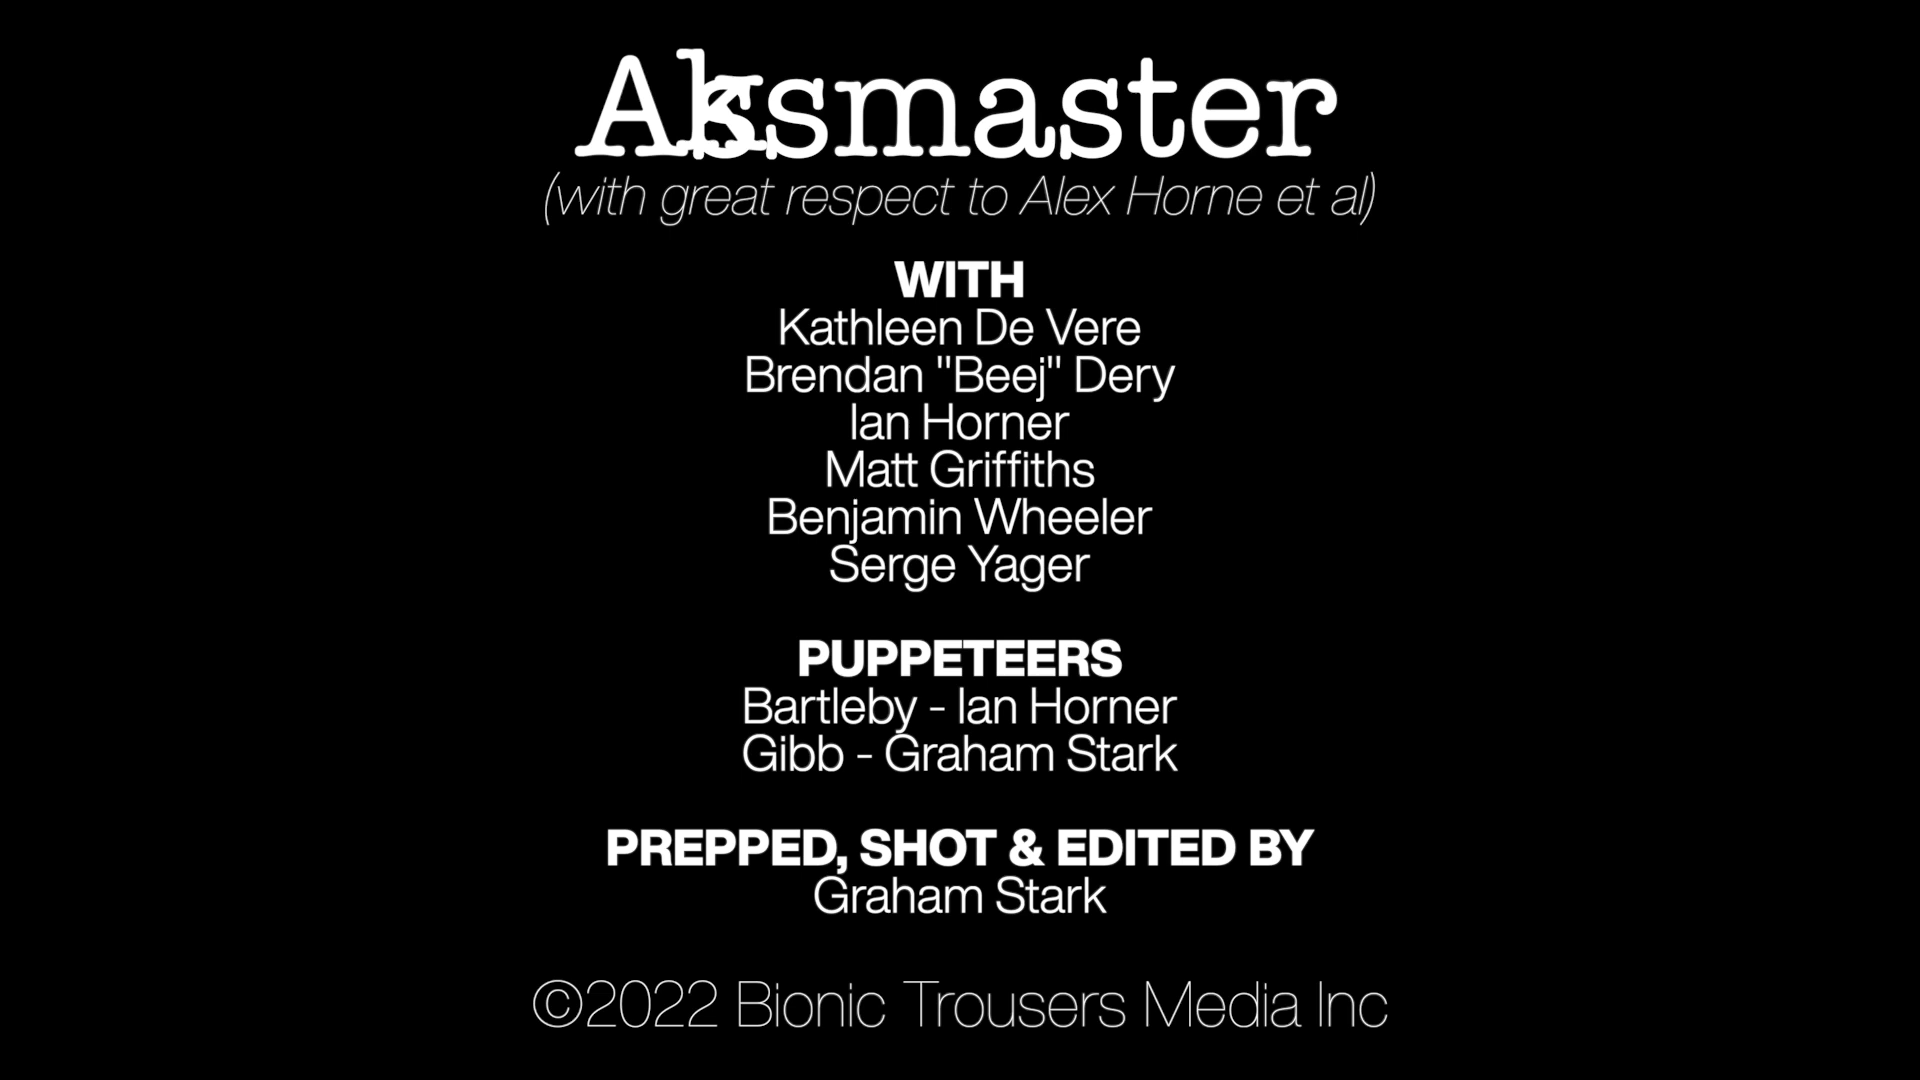 Aksmaster
(with great respect to Alex Horne et al)
WITH
Kathleen De Vere
Brendan "Beej" Dery
Ian Horner
Matt Griffiths
Benjamin Wheeler
Serge Yager
PUPPETEERS
Bartleby - Ian Horner
Gibb - Graham Stark
PREPPED, SHOT & EDITED BY
Graham Stark
©2022 Bionic Trousers Media Inc